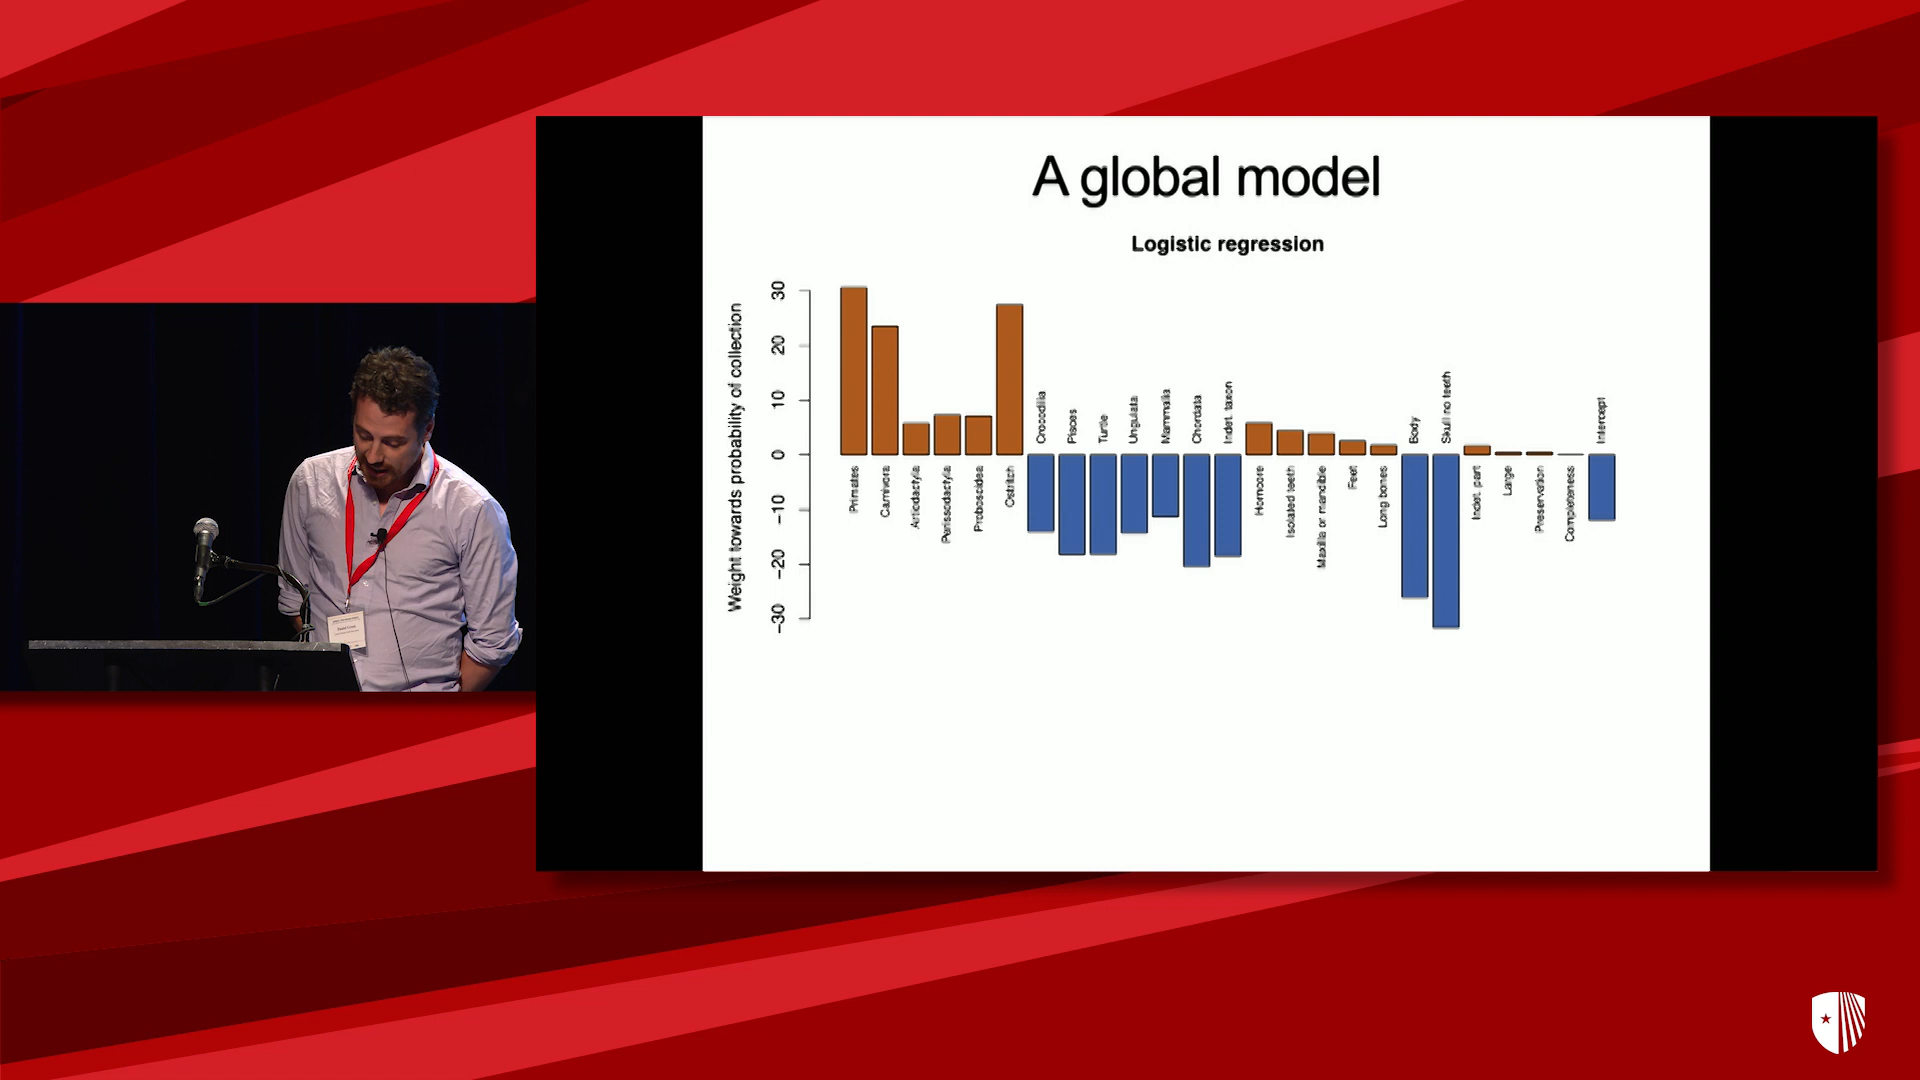 A global model
Logistic regression
Weight towards probability of collection
30
20
10
0
-10
-20
-30
Primates
Carnivora
Artiodactyla
Perissodactyla
Proboscidea
Ostritch
Crocodilia
Pisces
Turtle
Ungulata
Mammalia
Chordata
Indet. taxon
Horncore
Isolated teeth
Maxilla or mandible
Feet
Long bones
Body
Skull no teeth
Indet. part
Large
Preservation
Completeness
Intercept